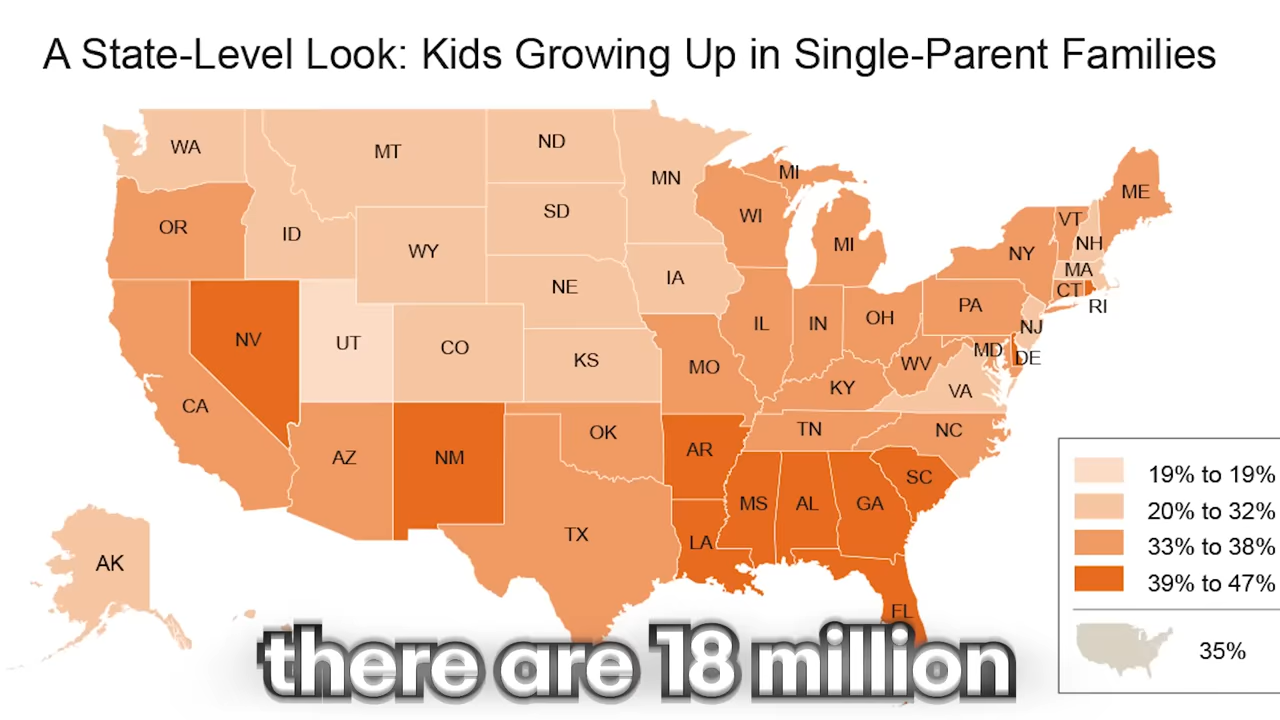 A State-Level Look: Kids Growing Up in Single-Parent Families
WA
MT
ND
MN
MI
ME
OR
ID
SD
WI
MI
VT
NH
NY
WY
MA
CT
RI
NE
IA
PA
NJ
NV
UT
CO
KS
IL
IN
OH
MD
DE
WV
VA
MO
KY
CA
AZ
NM
OK
AR
TN
NC
SC
MS
AL
GA
TX
LA
AK
FL
19% to 19%
20% to 32%
33% to 38%
39% to 47%
35%
there are 18 million